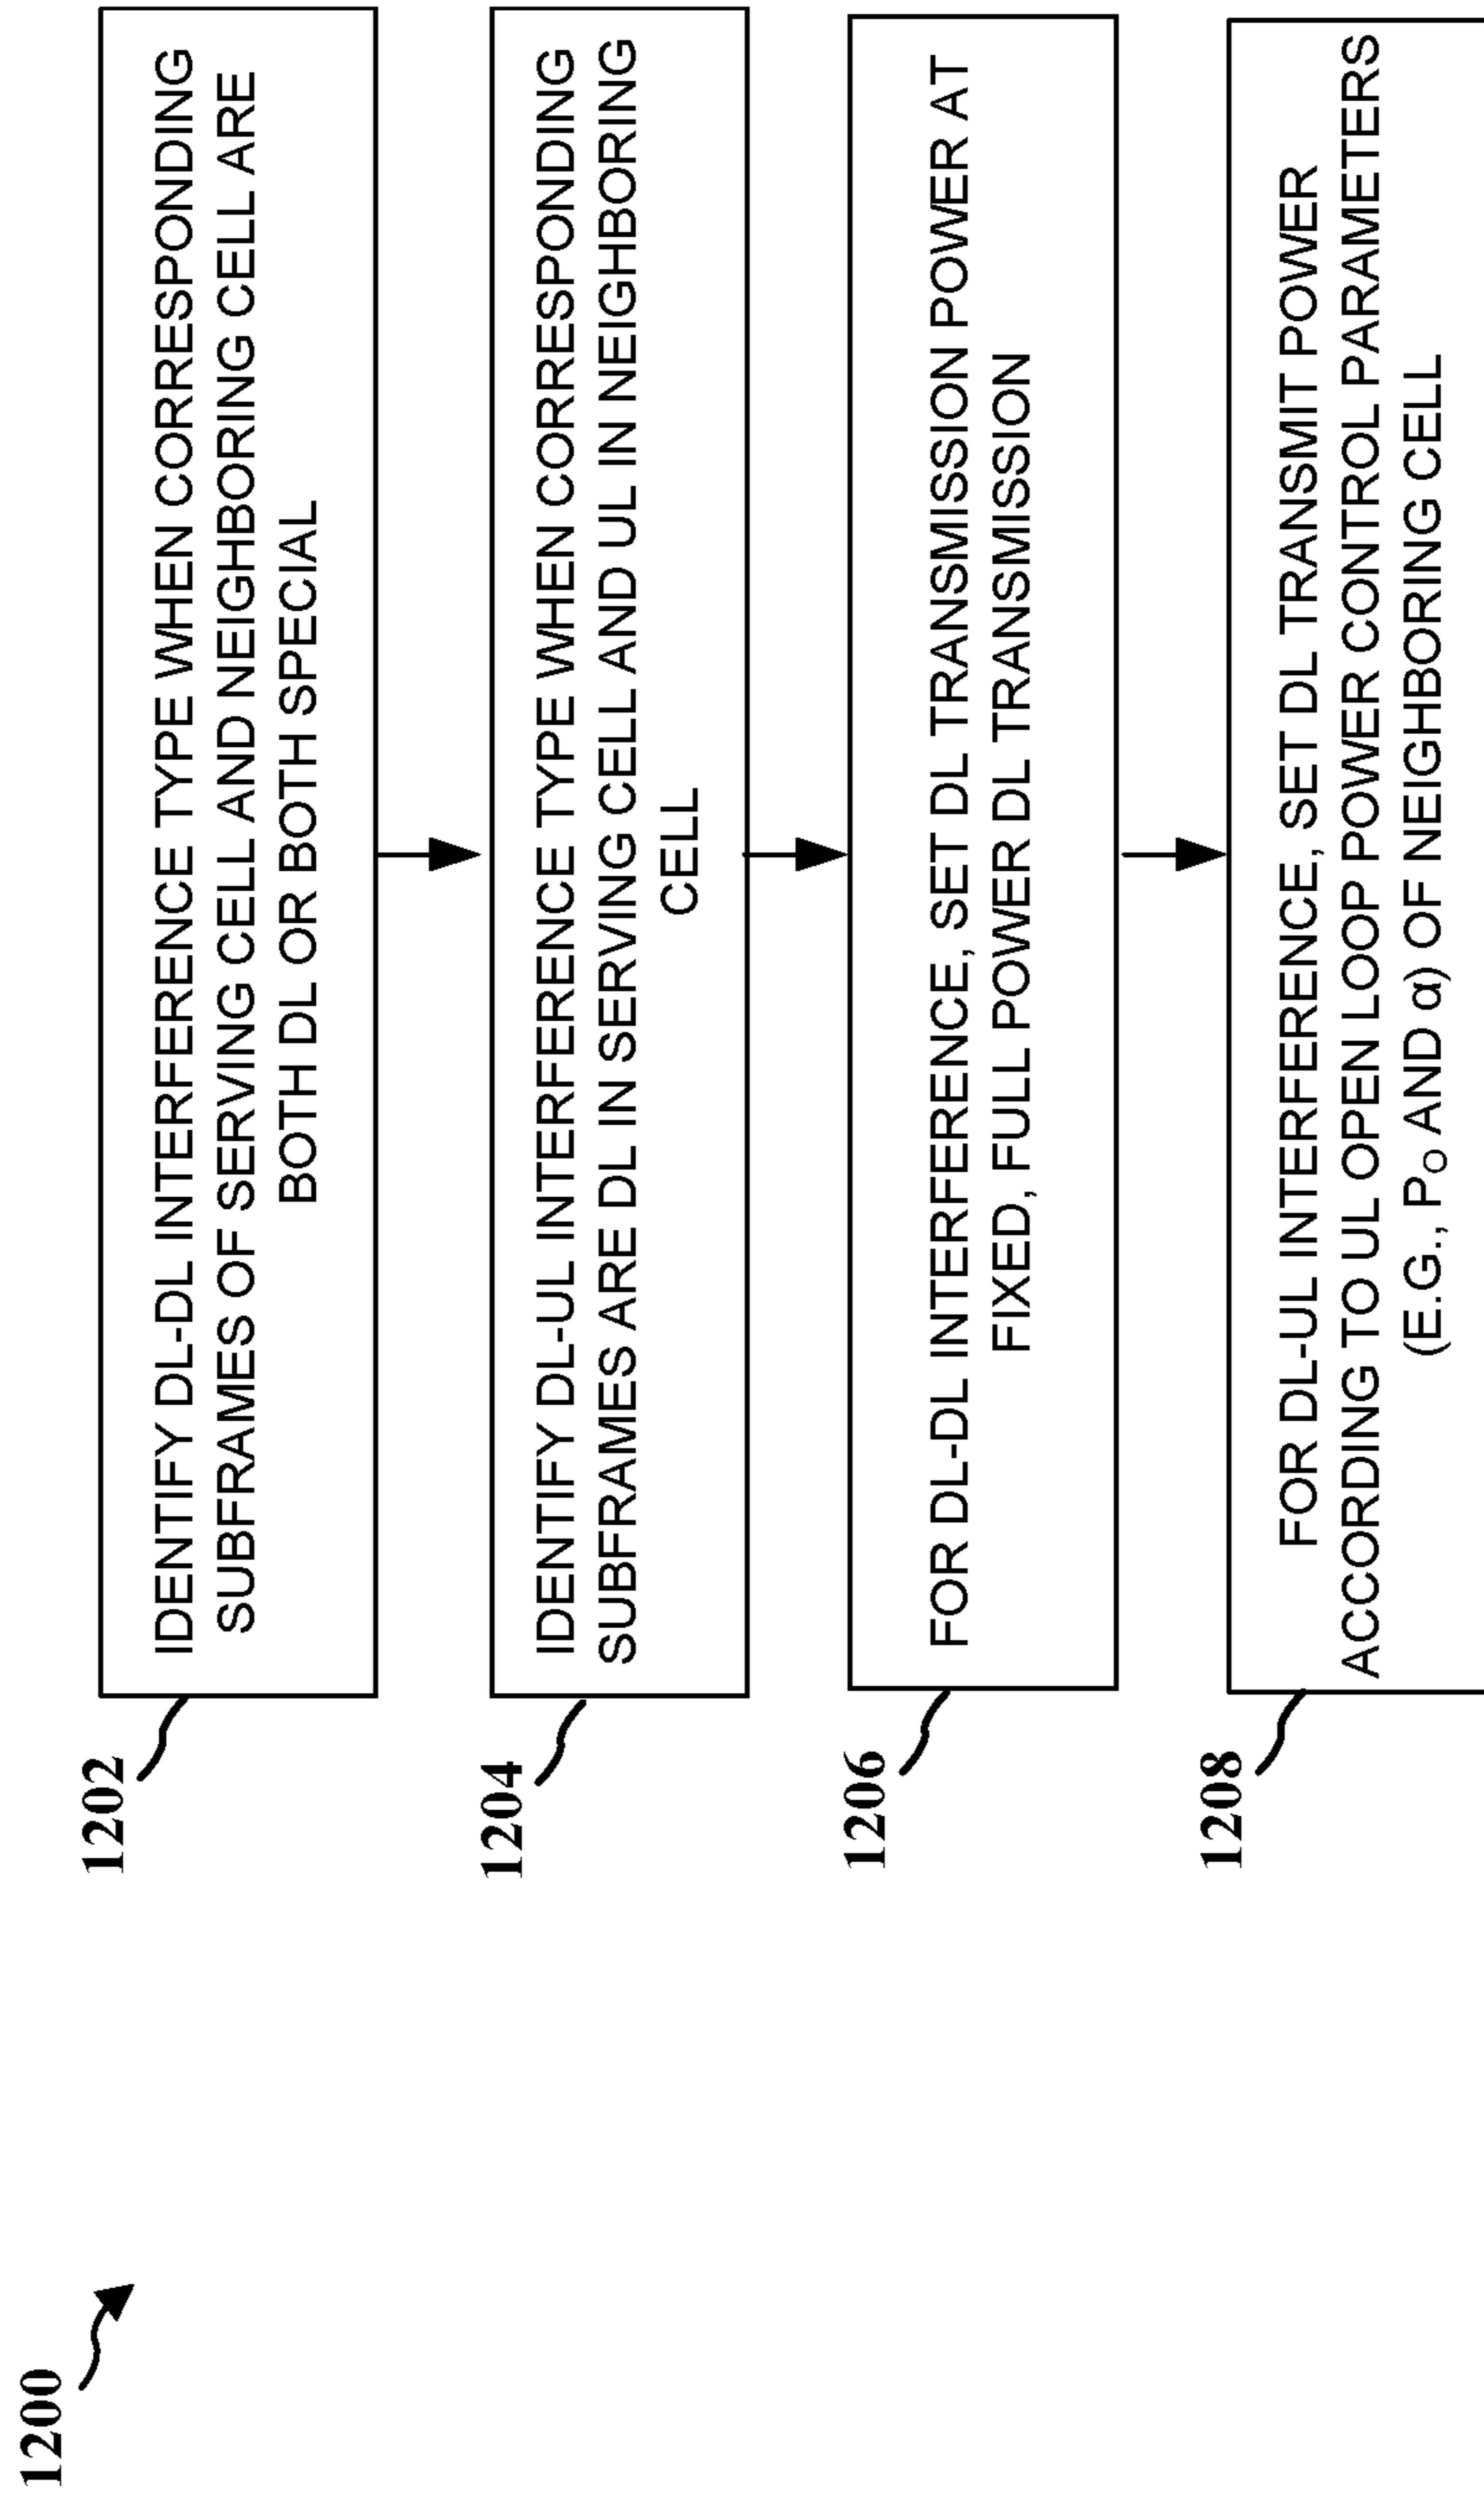 1200
1202
IDENTIFY DL-DL INTERFERENCE TYPE WHEN CORRESPONDING
SUBFRAMES OF SERVING CELL AND NEIGHBORING CELL ARE
BOTH DL OR BOTH SPECIAL
1204
IDENTIFY DL-UL INTERFERENCE TYPE WHEN CORRESPONDING
SUBFRAMES ARE DL IN SERVING CELL AND UL IN NEIGHBORING
CELL
1206
FOR DL-DL INTERFERENCE, SET DL TRANSMISSION POWER AT
FIXED, FULL POWER DL TRANSMISSION
1208
FOR DL-UL INTERFERENCE, SET DL TRANSMIT POWER
ACCORDING TO UL OPEN LOOP POWER CONTROL PARAMETERS
(E.G., PO AND α) OF NEIGHBORING CELL